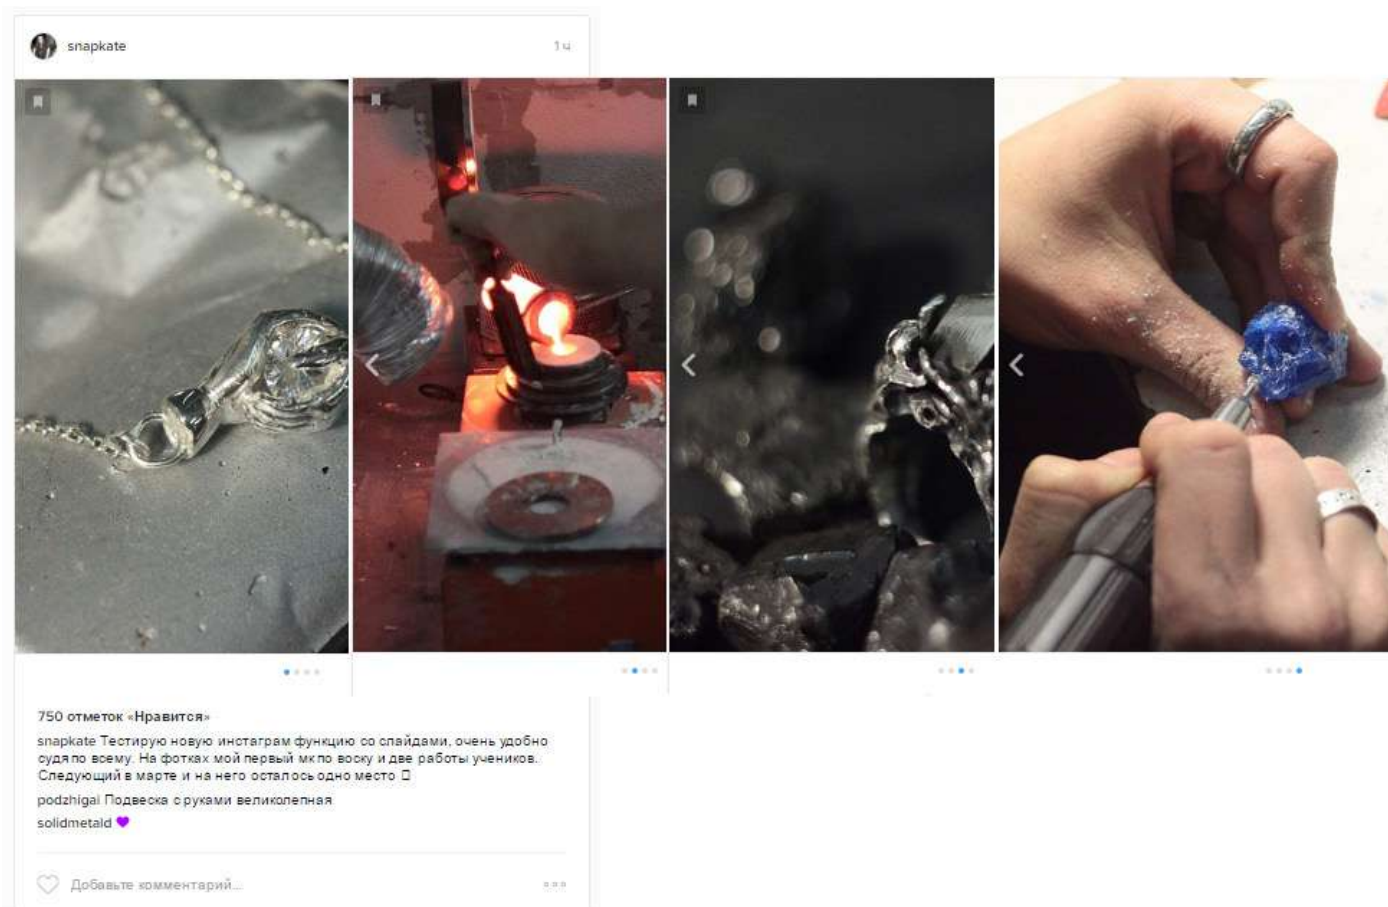 snapkate
1 ч
750 отметок «Нравится»
snapkate Тестирую новую инстаграм функцию со слайдами, очень удобно
судя по всему. На фотках мой первый мк по воску и две работы учеников.
Следующий в марте и на него осталось одно место
podzhigai Подвеска с руками великолепная
solidmetald 💜
Добавьте комментарий...